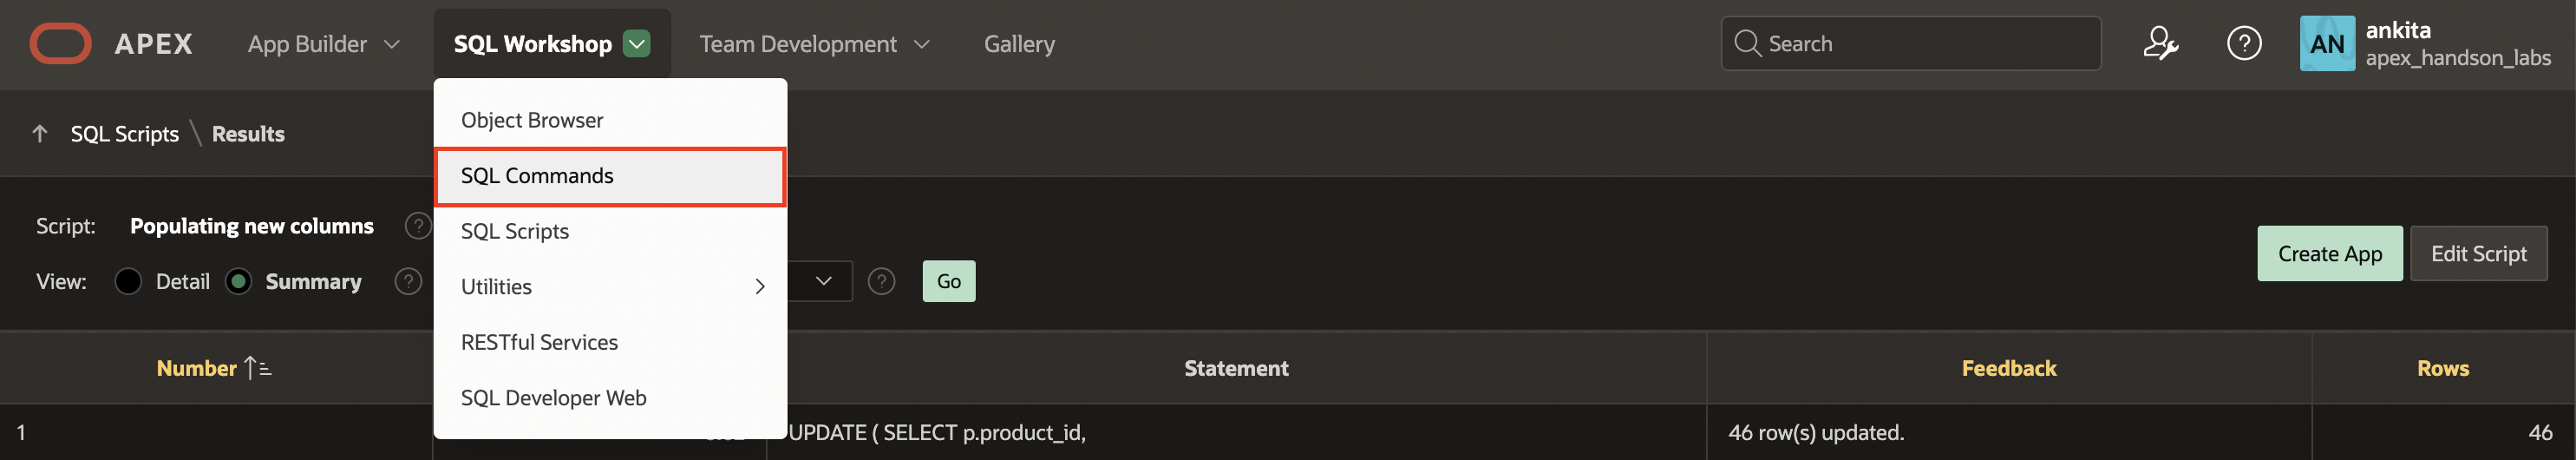 APEX App Builder SQL Workshop Team Development Gallery Search ? AN ankita
apex_handson_labs
SQL Scripts \ Results
Object Browser
SQL Commands
SQL Scripts
Utilities
RESTful Services
SQL Developer Web
Script: Populating new columns ?
View: Detail Summary ? ? Go
Create App Edit Script
Number Statement Feedback Rows
1 UPDATE ( SELECT p.product_id, 46 row(s) updated. 46